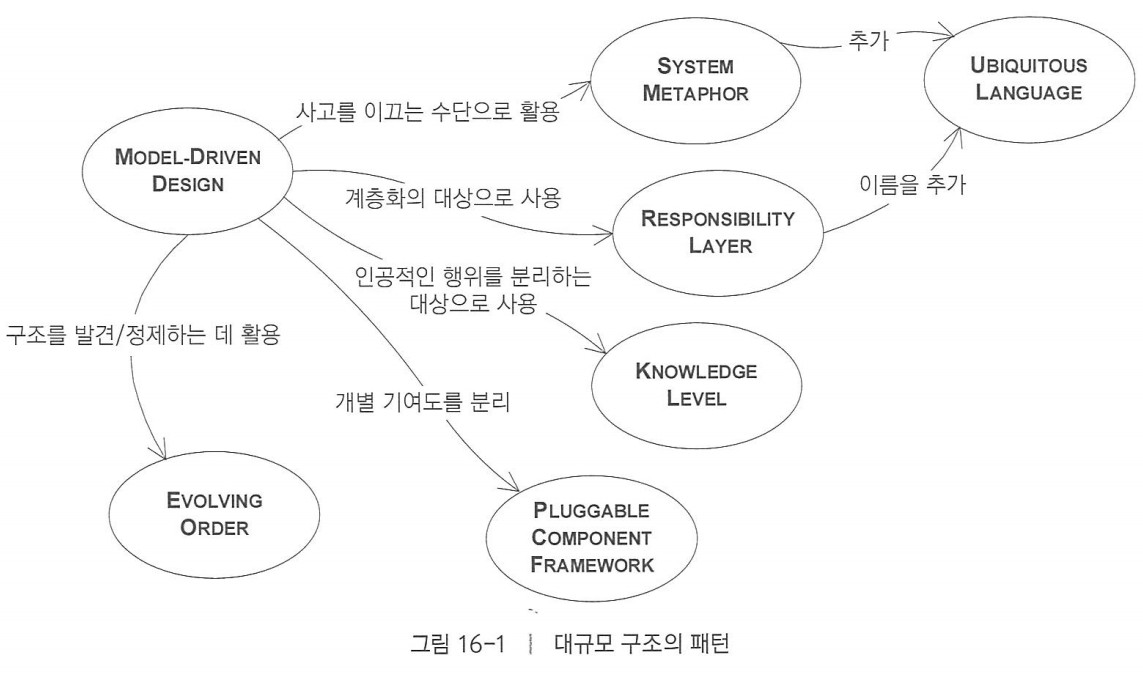 SYSTEM
METAPHOR
추가
UBIQUITOUS
LANGUAGE
사고를 이끄는 수단으로 활용
MODEL-DRIVEN
DESIGN
계층화의 대상으로 사용
이름을 추가
RESPONSIBILITY
LAYER
인공적인 행위를 분리하는
대상으로 사용
구조를 발견/정제하는 데 활용
KNOWLEDGE
LEVEL
개별 기여도를 분리
EVOLVING
ORDER
PLUGGABLE
COMPONENT
FRAMEWORK
그림 16-1 | 대규모 구조의 패턴